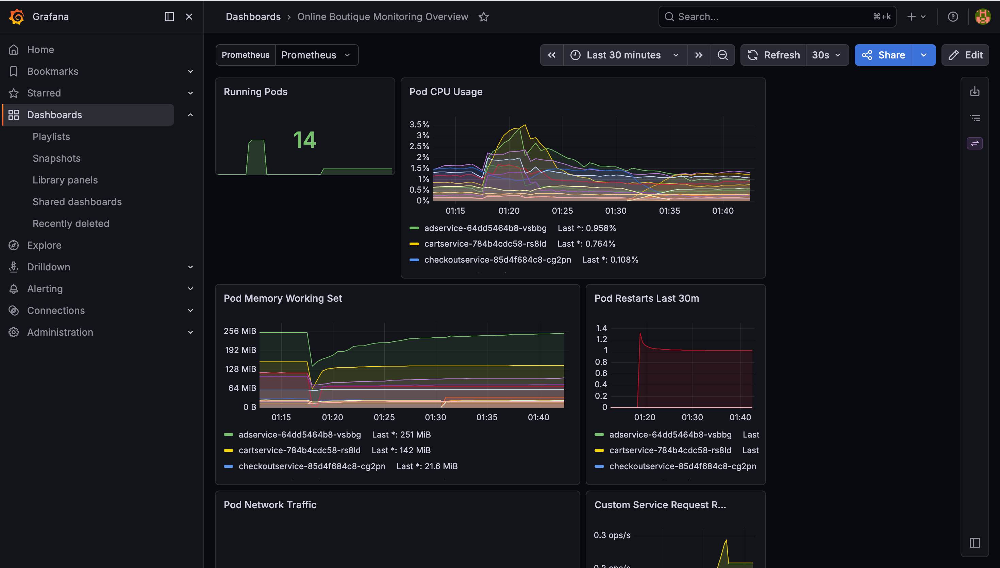 Grafana
Dashboards › Online Boutique Monitoring Overview
Search...
⌘+k
Home
Bookmarks
Starred
Dashboards
Playlists
Snapshots
Library panels
Shared dashboards
Recently deleted
Explore
Drilldown
Alerting
Connections
Administration
Prometheus Prometheus
Last 30 minutes
Refresh 30s
Share
Edit
Running Pods
14
Pod CPU Usage
3.5%
3%
2.5%
2%
1.5%
1%
0.5%
0%
01:15 01:20 01:25 01:30 01:35 01:40
adservice-64dd5464b8-vsbbg Last *: 0.958%
cartservice-784b4cdc58-rs8ld Last *: 0.764%
checkoutservice-85d4f684c8-cg2pn Last *: 0.108%
Pod Memory Working Set
256 MiB
192 MiB
128 MiB
64 MiB
0 B
01:15 01:20 01:25 01:30 01:35 01:40
adservice-64dd5464b8-vsbbg Last *: 251 MiB
cartservice-784b4cdc58-rs8ld Last *: 142 MiB
checkoutservice-85d4f684c8-cg2pn Last *: 21.6 MiB
Pod Restarts Last 30m
1.4
1.2
1
0.8
0.6
0.4
0.2
0
01:20 01:30 01:40
adservice-64dd5464b8-vsbbg Last
cartservice-784b4cdc58-rs8ld Last
checkoutservice-85d4f684c8-cg2pn
Pod Network Traffic
Custom Service Request R...
0.3 ops/s
0.2 ops/s